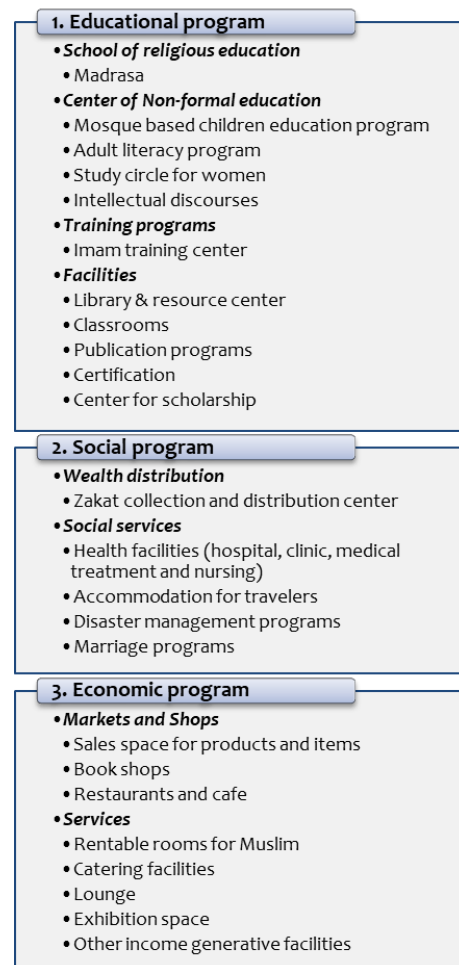 1. Educational program
•School of religious education
•Madrasa
•Center of Non-formal education
•Mosque based children education program
•Adult literacy program
•Study circle for women
•Intellectual discourses
•Training programs
•Imam training center
•Facilities
•Library & resource center
•Classrooms
•Publication programs
•Certification
•Center for scholarship
2. Social program
•Wealth distribution
•Zakat collection and distribution center
•Social services
•Health facilities (hospital, clinic, medical
treatment and nursing)
•Accommodation for travelers
•Disaster management programs
•Marriage programs
3. Economic program
•Markets and Shops
•Sales space for products and items
•Book shops
•Restaurants and cafe
•Services
•Rentable rooms for Muslim
•Catering facilities
•Lounge
•Exhibition space
•Other income generative facilities